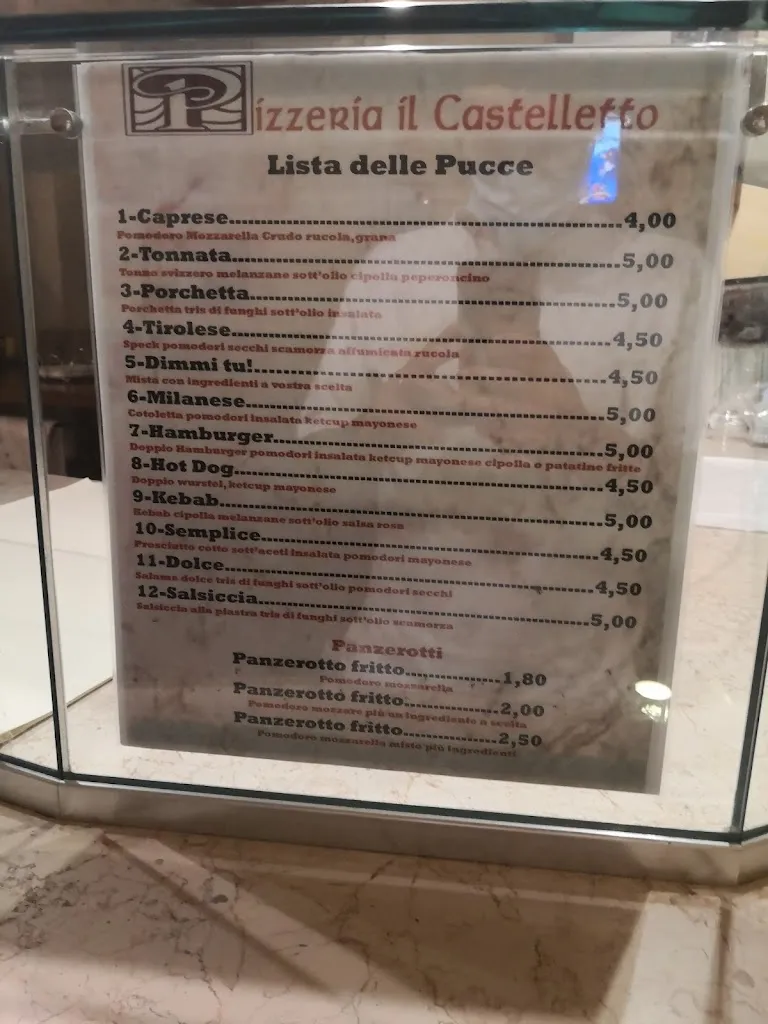 Pizzeria il Castelletto
Lista delle Pucce
1-Caprese...............4,00
Pomodoro Mozzarella Crudo rucola, grana
2-Tonnata...............5,00
Tonno svizzero melanzane sott'olio cipolla peperoncino
3-Porchetta...............5,00
Porchetta tris di funghi sott'olio insalata
4-Tirolese...............4,50
Speck pomodori secchi scamorza affumicata rucola
5-Dimmi tu!...............4,50
Mista con ingredienti a vostra scelta
6-Milanese...............5,00
Cotoletta pomodori insalata ketcup mayonese
7-Hamburger...............5,00
Doppio Hamburger pomodori insalata ketcup mayonese cipolla e patatine fritte
8-Hot Dog...............4,50
Doppio wurstel, ketcup mayonese
9-Kebab...............5,00
Kebab cipolla melanzane sott'olio salsa rosa
10-Semplice...............4,50
Prosciutto cotto sott'aceti insalata pomodori mayonese
11-Dolce...............4,50
Salame dolce tris di funghi sott'olio pomodori secchi
12-Salsiccia...............5,00
Salsiccia alla piastra tris di funghi sott'olio scamorza
Panzerotti
Panzerotto fritto...............1,80
Pomodoro mozzarella
Panzerotto fritto...............2,00
Pomodoro mozzare più un ingrediente a scelta
Panzerotto fritto...............2,50
Pomodoro mozzarella misto più ingredienti